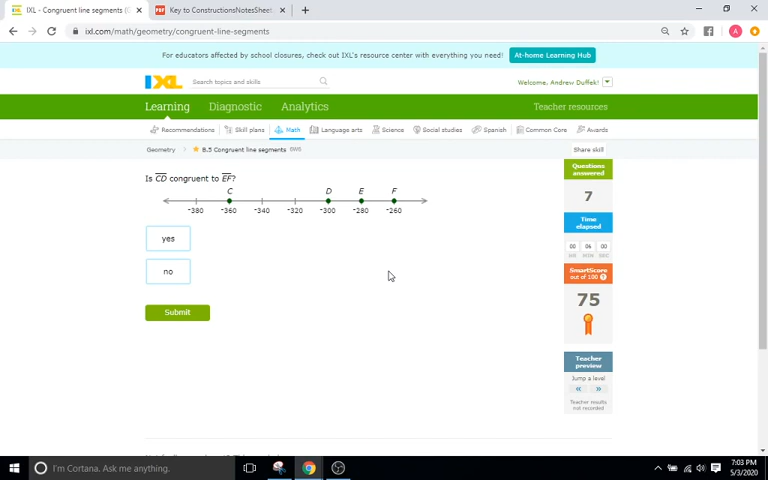 IXL - Congruent line segments (
Key to ConstructionsNotesSheet.
ixl.com/math/geometry/congruent-line-segments
For educators affected by school closures, check out IXL's resource center with everything you need!
At-home Learning Hub
IXL
Search topics and skills
Welcome, Andrew Duffek!
Learning
Diagnostic
Analytics
Teacher resources
Recommendations
Skill plans
Math
Language arts
Science
Social studies
Spanish
Common Core
Awards
Geometry
B.5 Congruent line segments
Share skill
Is CD congruent to EF?
C D E F
-380 -360 -340 -320 -300 -280 -260
yes
no
Submit
Questions
answered
7
Time
elapsed
00 06 00
HR MIN SEC
SmartScore
out of 100
75
Teacher
preview
Jump a level
Teacher results
not recorded
I'm Cortana. Ask me anything.
7:03 PM
5/3/2020